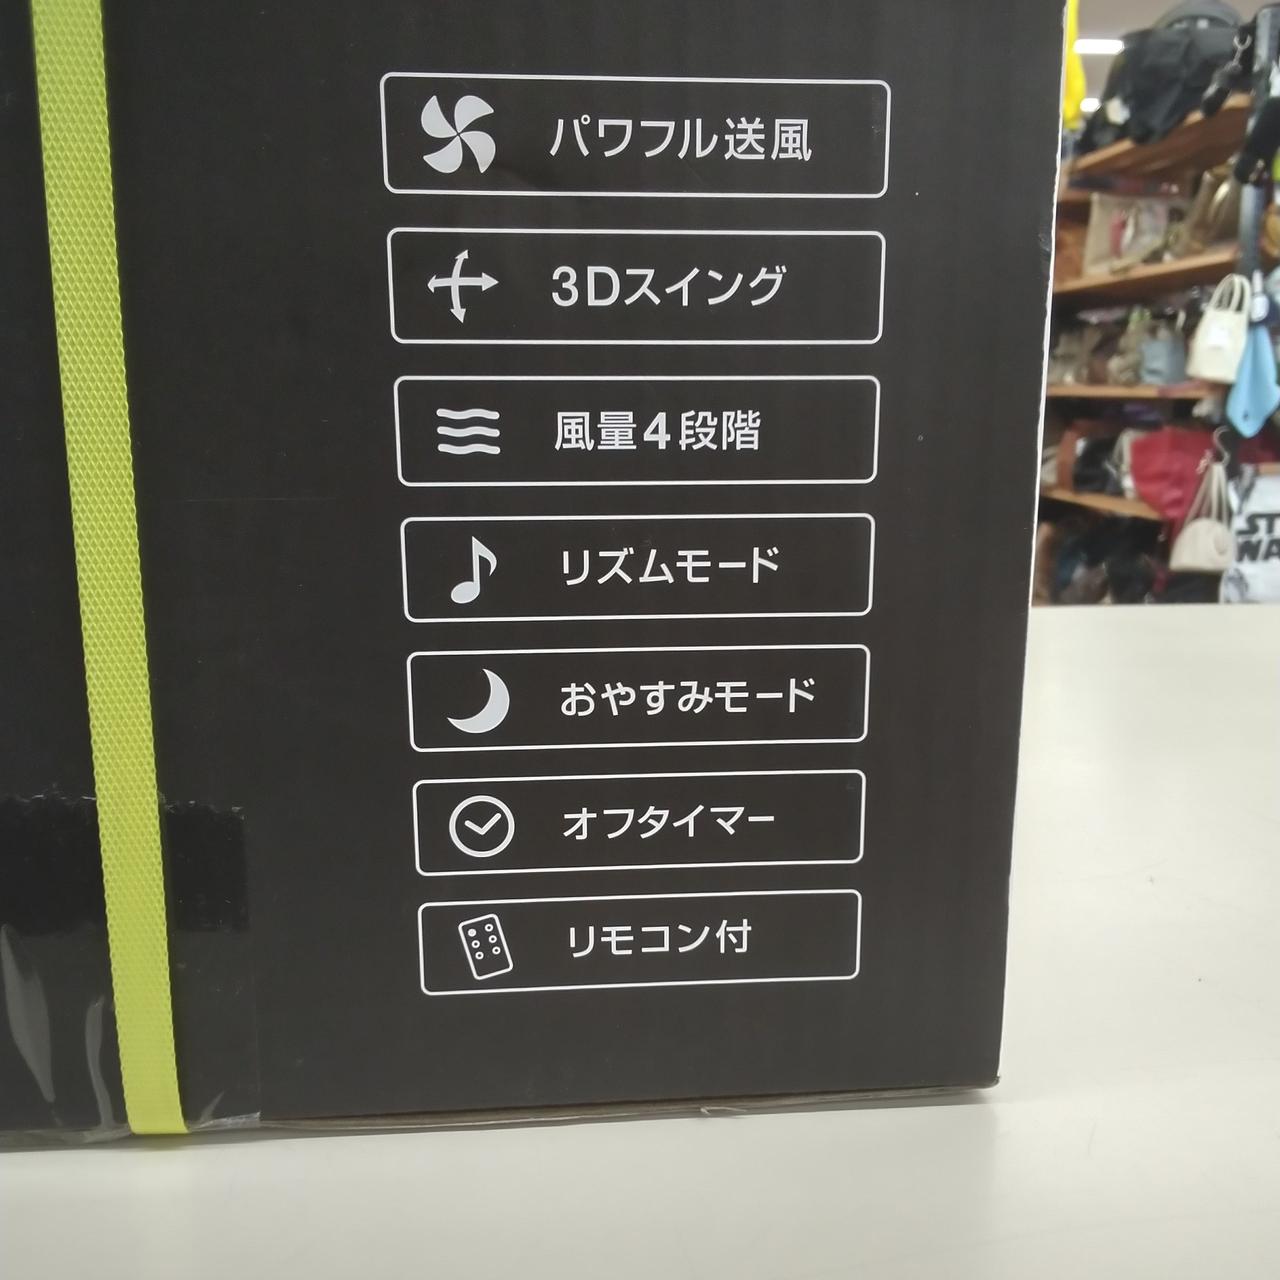 パワフル送風
3Dスイング
風量4段階
リズムモード
おやすみモード
オフタイマー
リモコン付